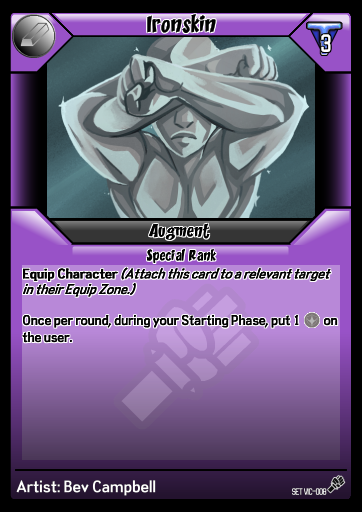 Ironskin
3
Augment
Special Rank
Equip Character (Attach this card to a relevant target
in their Equip Zone.)
Once per round, during your Starting Phase, put 1 on
the user.
Artist: Bev Campbell
SET VIC-008